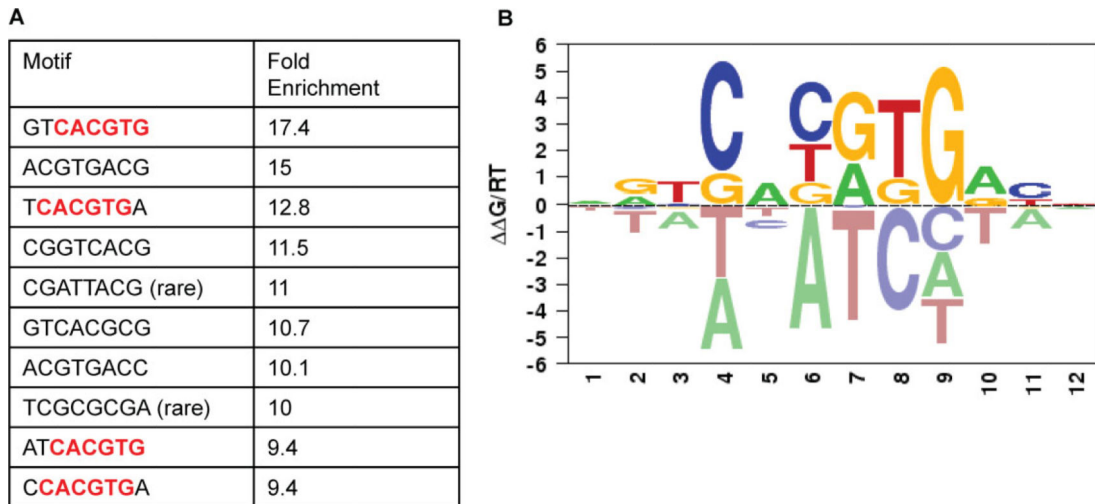 A
Motif Fold
Enrichment
GTCACGTG 17.4
ACGTGACG 15
TCACGTGA 12.8
CGGTCACG 11.5
CGATTACG (rare) 11
GTCACGCG 10.7
ACGTGACC 10.1
TCGCGCGA (rare) 10
ATCACGTG 9.4
CCACGTGA 9.4
B
ΔΔG/RT
6
5
4
3
2
1
0
-1
-2
-3
-4
-5
-6
C C G T G
T
G A G
G T G A A C
A T
T A T T A T C C T A
A A
T
1 2 3 4 5 6 7 8 9 10 11 12